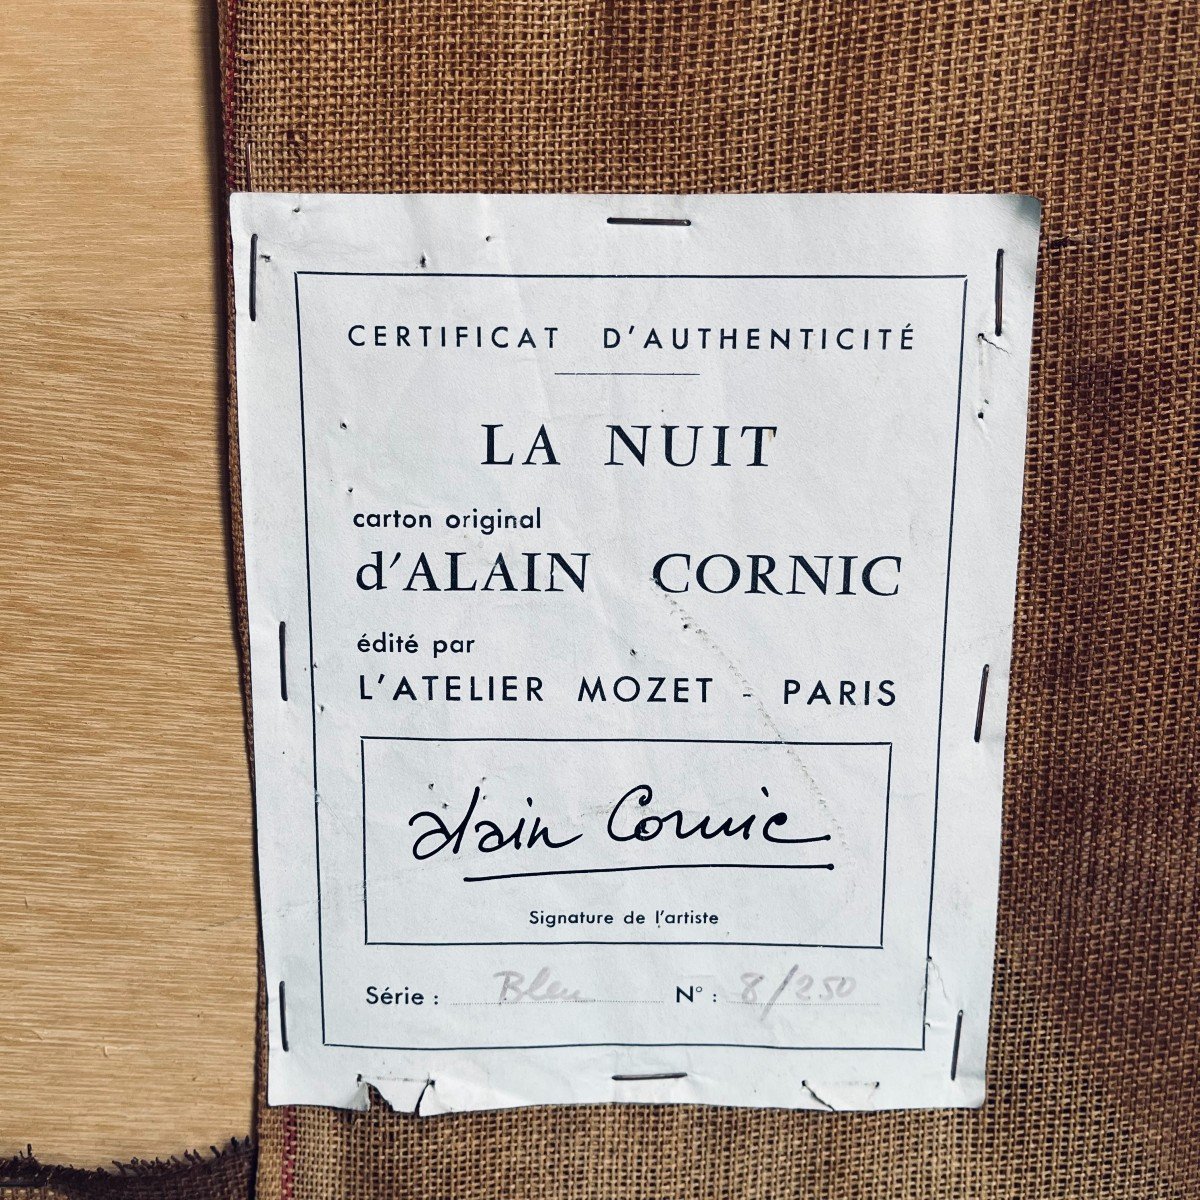 CERTIFICAT D'AUTHENTICITÉ
LA NUIT
carton original
d'ALAIN CORNIC
édité par
L'ATELIER MOZET - PARIS
alain Cornic
Signature de l'artiste
Série : Bleu N° : 8/250